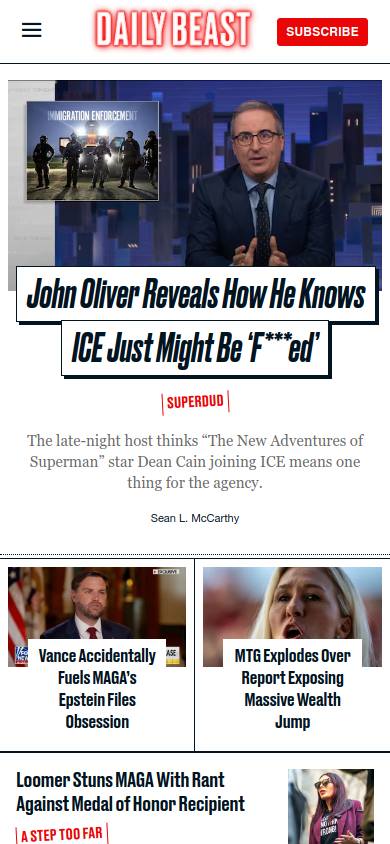 DAILY BEAST
SUBSCRIBE
IMMIGRATION ENFORCEMENT
John Oliver Reveals How He Knows
ICE Just Might Be ‘F***ed’
SUPERDUD
The late-night host thinks “The New Adventures of
Superman” star Dean Cain joining ICE means one
thing for the agency.
Sean L. McCarthy
EXCLUSIVE
Vance Accidentally
Fuels MAGA’s
Epstein Files
Obsession
MTG Explodes Over
Report Exposing
Massive Wealth
Jump
Loomer Stuns MAGA With Rant
Against Medal of Honor Recipient
A STEP TOO FAR